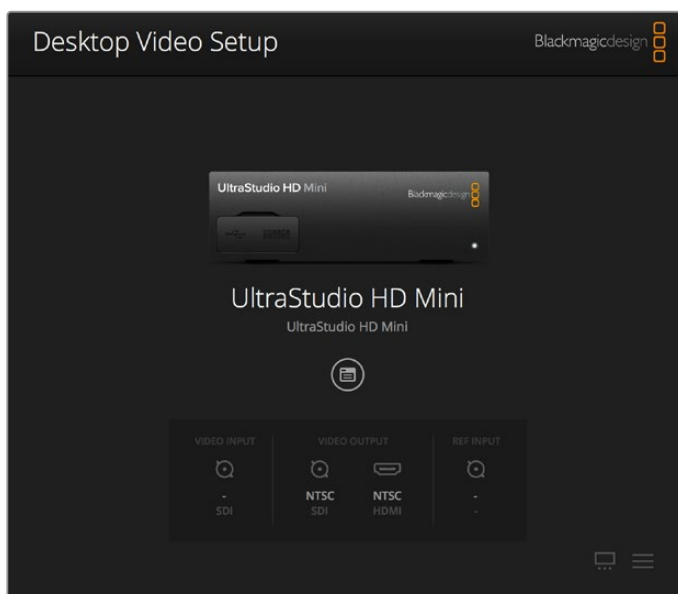 Desktop Video Setup
Blackmagicdesign
UltraStudio HD Mini
Blackmagicdesign
UltraStudio HD Mini
UltraStudio HD Mini
VIDEO INPUT VIDEO OUTPUT REF INPUT
- NTSC NTSC -
SDI SDI HDMI -